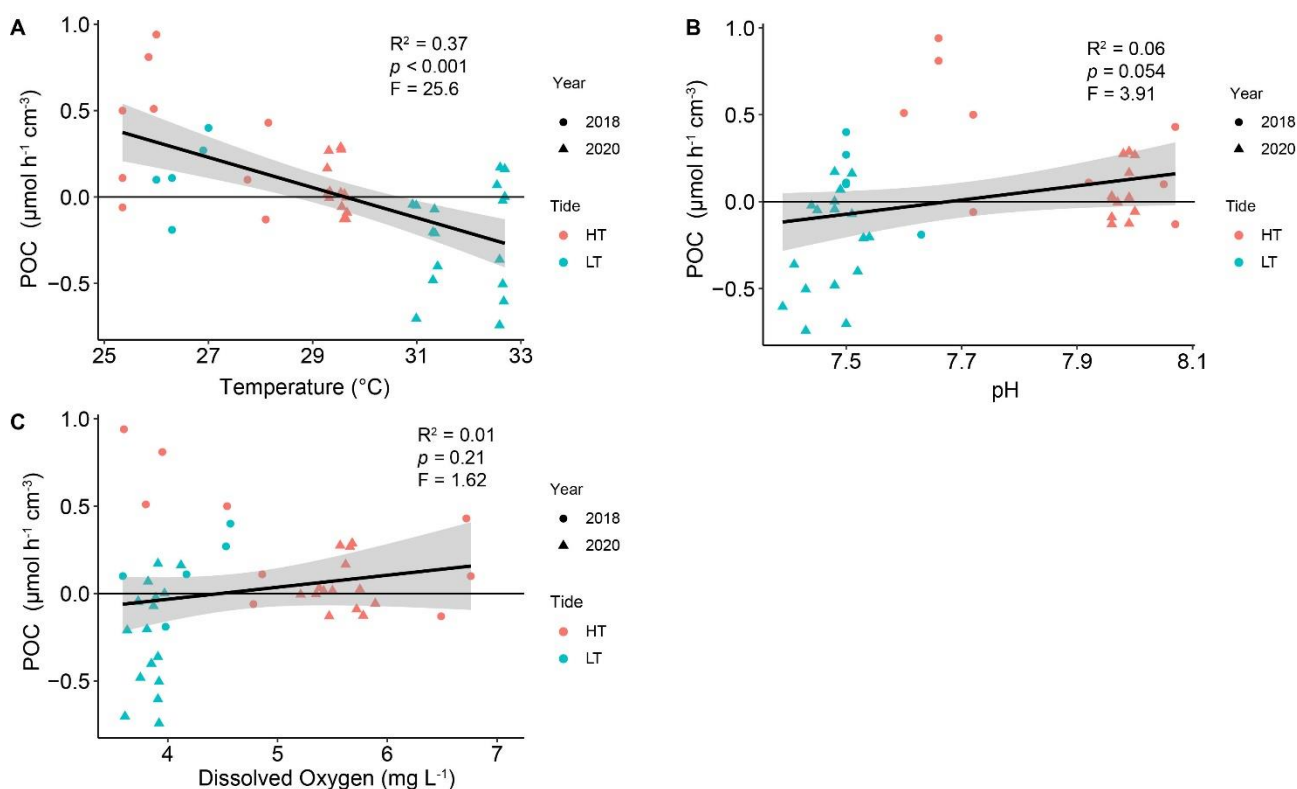 A
POC (µmol h⁻¹ cm⁻³)
1.0
0.5
0.0
−0.5
R² = 0.37
p < 0.001
F = 25.6
25
27
29
31
33
Temperature (°C)
Year
2018
2020
Tide
HT
LT
B
POC (µmol h⁻¹ cm⁻³)
1.0
0.5
0.0
−0.5
R² = 0.06
p = 0.054
F = 3.91
7.5
7.7
7.9
8.1
pH
Year
2018
2020
Tide
HT
LT
C
POC (µmol h⁻¹ cm⁻³)
1.0
0.5
0.0
−0.5
R² = 0.01
p = 0.21
F = 1.62
4
5
6
7
Dissolved Oxygen (mg L⁻¹)
Year
2018
2020
Tide
HT
LT